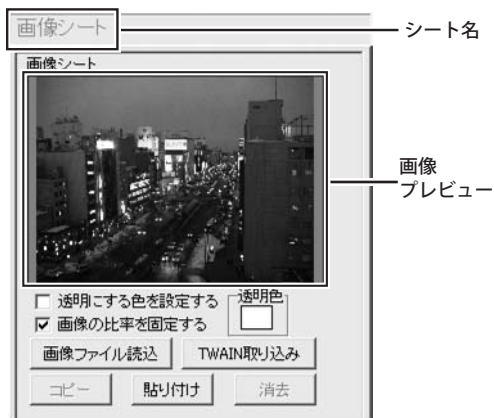 画像シート
シート名
画像シート
画像
プレビュー
透明にする色を設定する
透明色
画像の比率を固定する
画像ファイル読込
TWAIN取り込み
コピー
貼り付け
消去